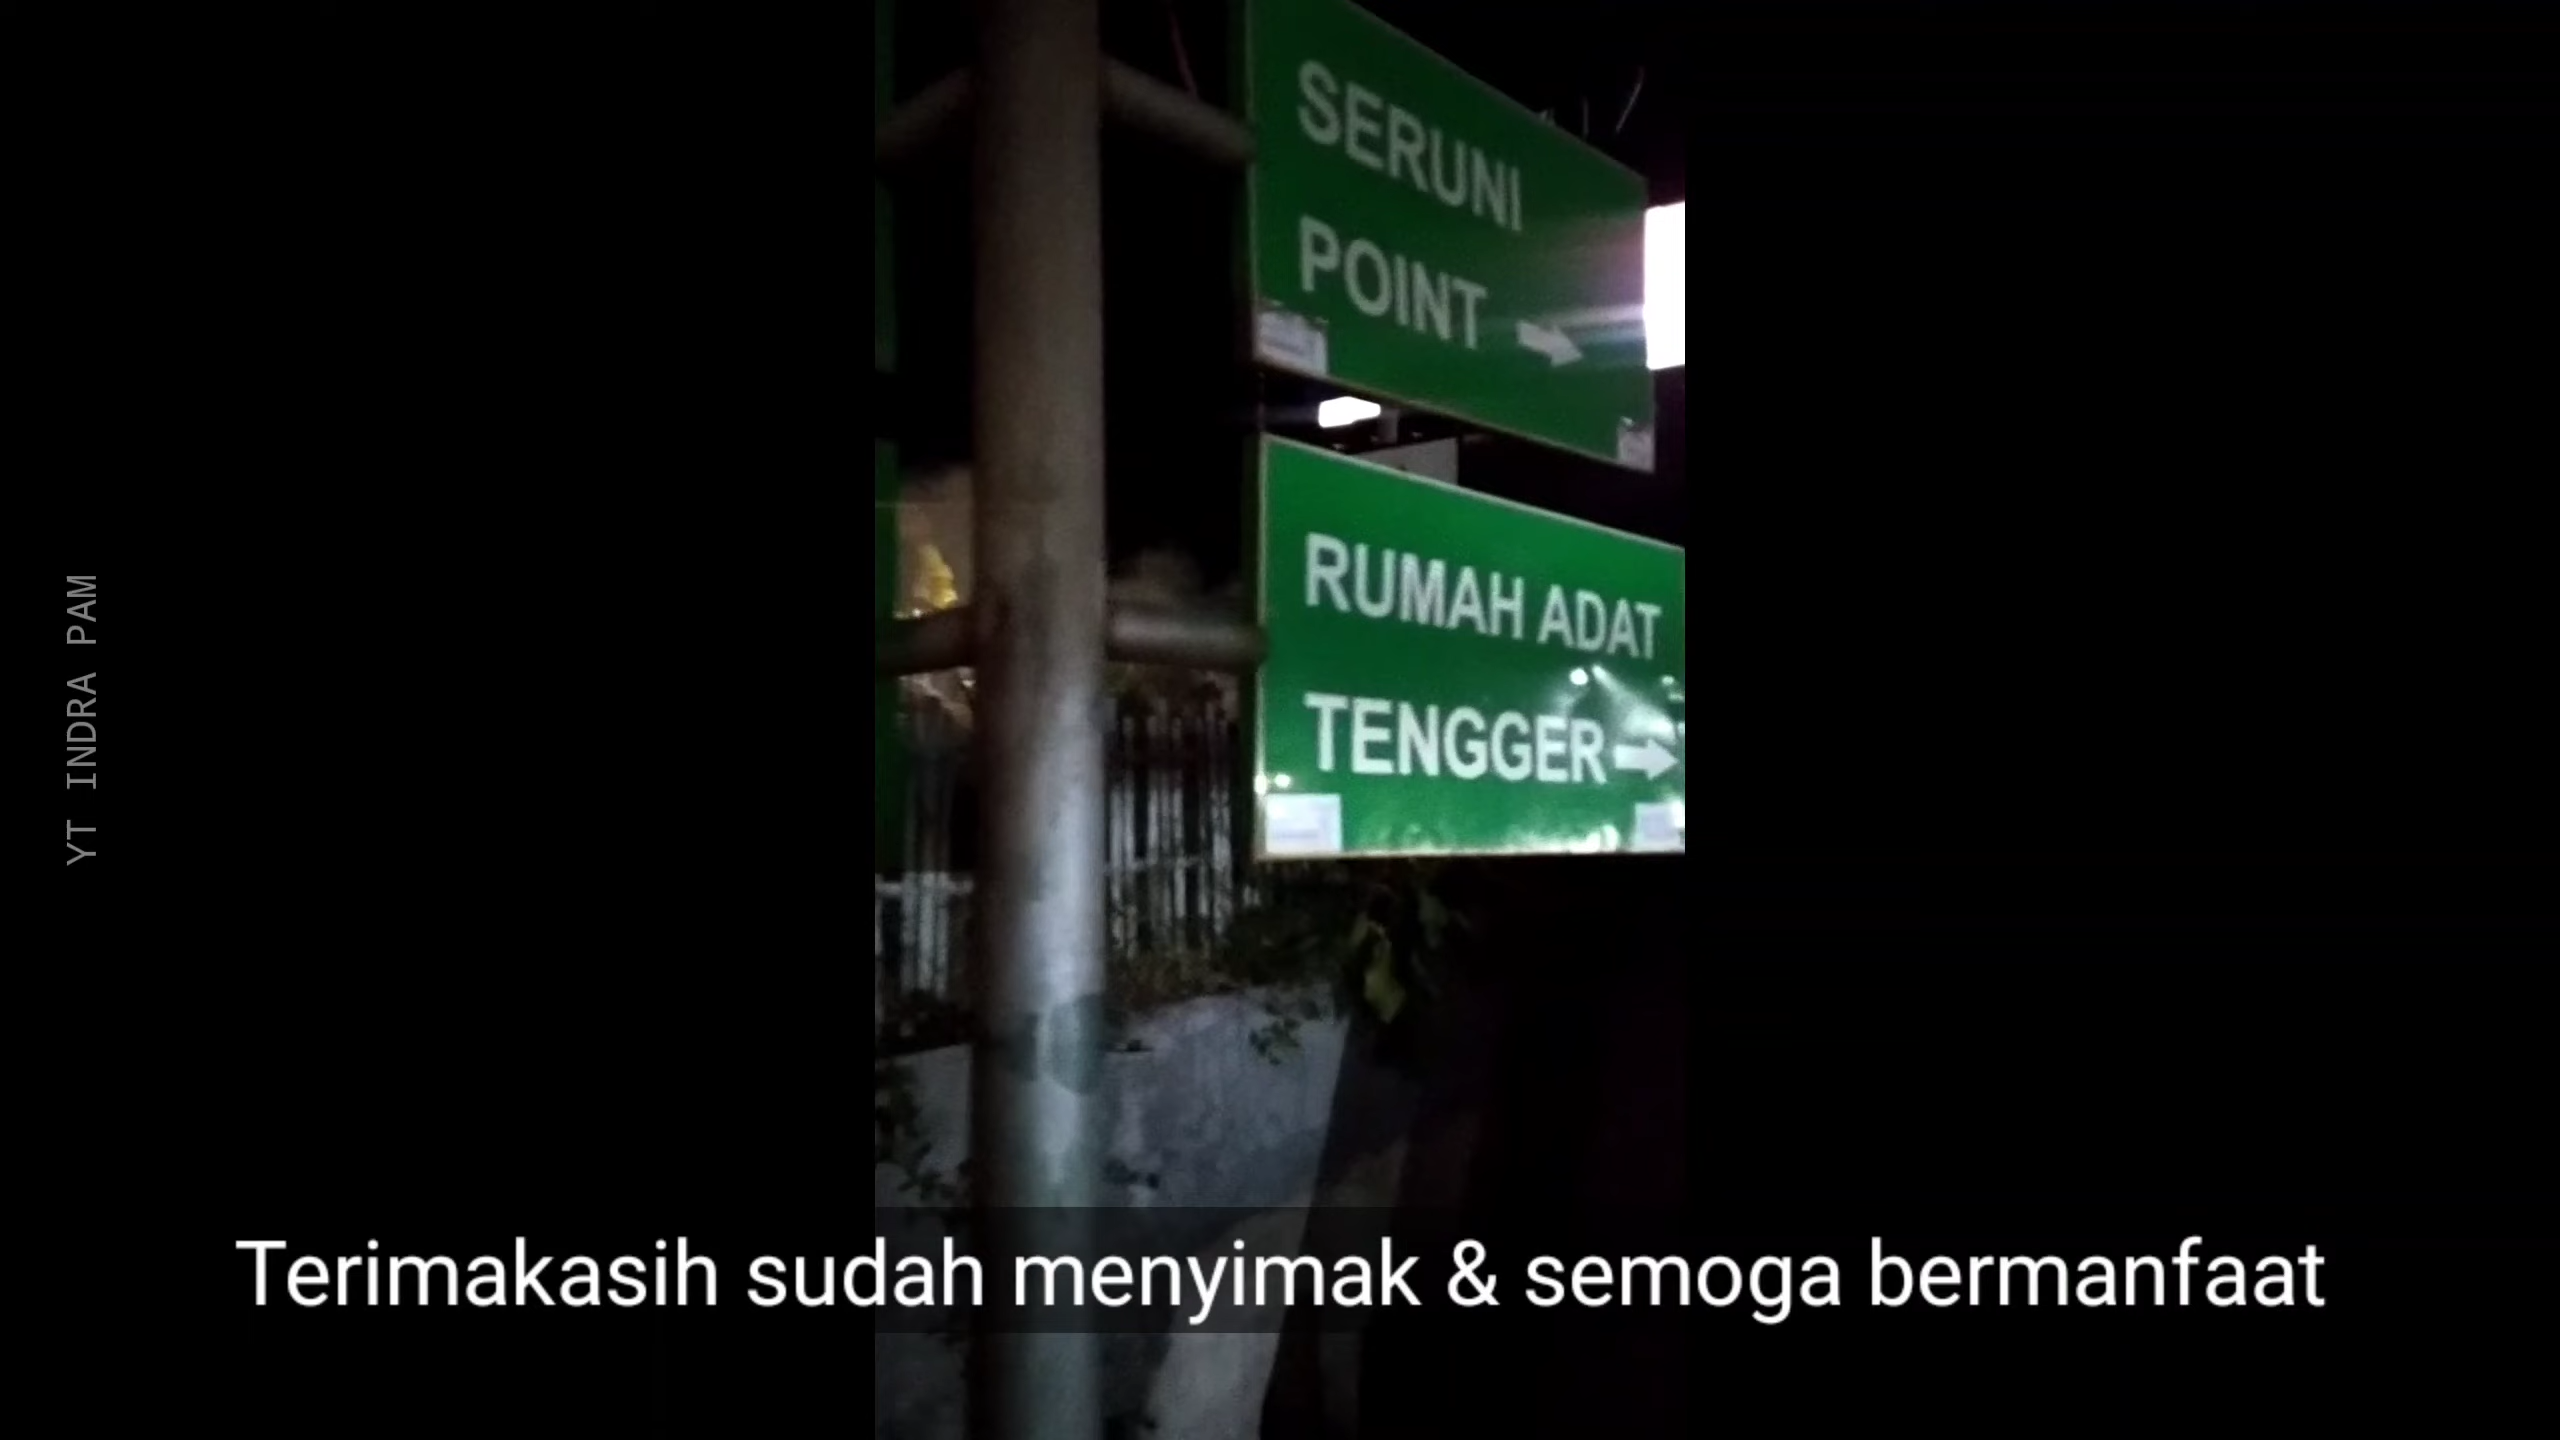 SERUNI
POINT
RUMAH ADAT
TENGGER
YT INDRA PAM
Terimakasih sudah menyimak & semoga bermanfaat